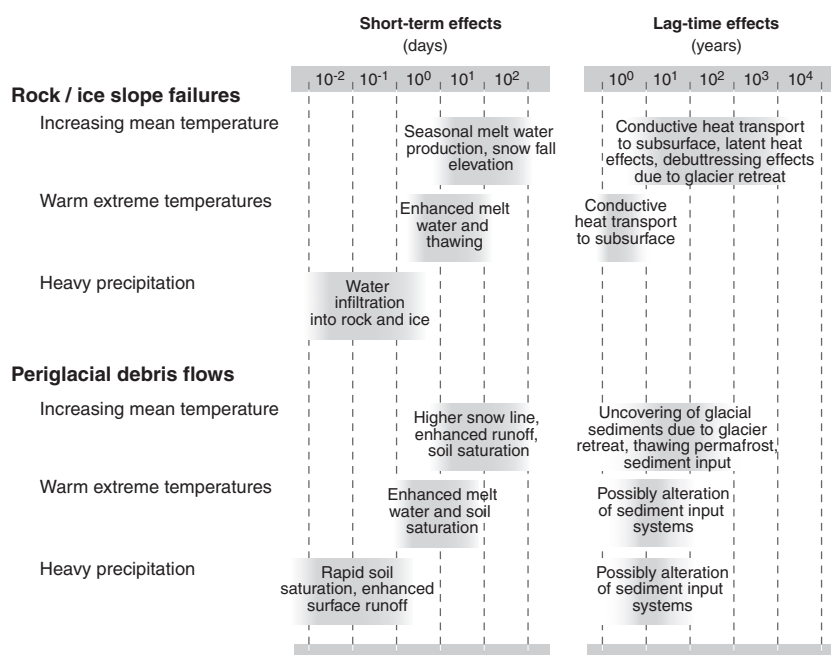 Short-term effects
(days)
Lag-time effects
(years)
10-2 10-1 100 101 102
100 101 102 103 104
Rock / ice slope failures
Increasing mean temperature
Seasonal melt water
production, snow fall
elevation
Conductive heat transport
to subsurface, latent heat
effects, debuttressing effects
due to glacier retreat
Warm extreme temperatures
Enhanced melt
water and
thawing
Conductive
heat transport
to subsurface
Heavy precipitation
Water
infiltration
into rock and ice
Periglacial debris flows
Increasing mean temperature
Higher snow line,
enhanced runoff,
soil saturation
Uncovering of glacial
sediments due to glacier
retreat, thawing permafrost,
sediment input
Warm extreme temperatures
Enhanced melt
water and soil
saturation
Possibly alteration
of sediment input
systems
Heavy precipitation
Rapid soil
saturation, enhanced
surface runoff
Possibly alteration
of sediment input
systems